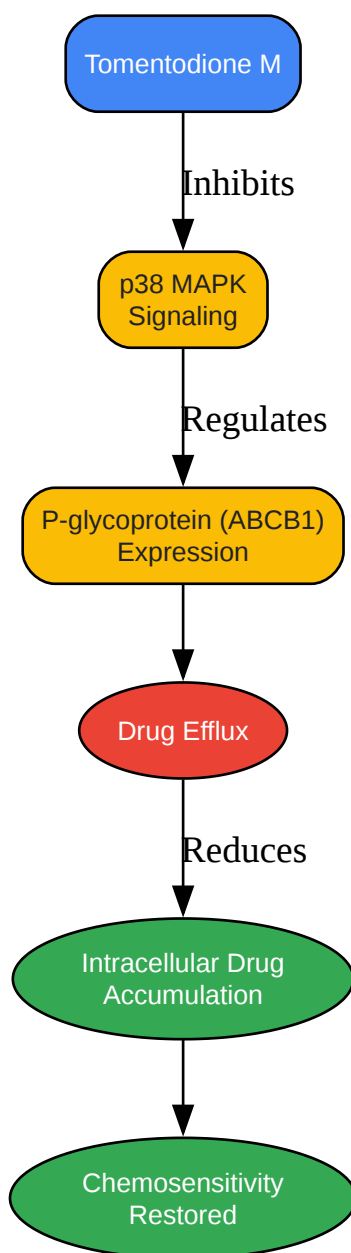 Tomentodione M
Inhibits
p38 MAPK
Signaling
Regulates
P-glycoprotein (ABCB1)
Expression
Drug Efflux
Reduces
Intracellular Drug
Accumulation
Chemosensitivity
Restored